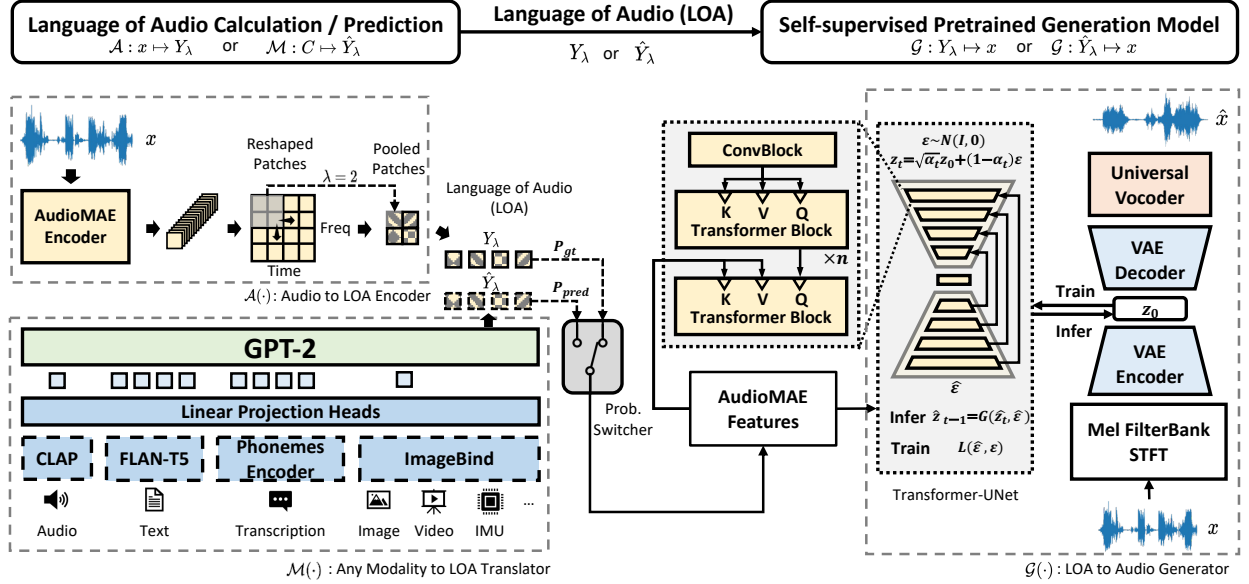 Language of Audio Calculation / Prediction
𝒜 : x ↦ Y_λ or ℳ : C ↦ Ŷ_λ
Language of Audio (LOA)
Y_λ or Ŷ_λ
Self-supervised Pretrained Generation Model
𝒢 : Y_λ ↦ x or 𝒢 : Ŷ_λ ↦ x
x
AudioMAE
Encoder
Reshaped
Patches
λ = 2
Pooled
Patches
Freq
Time
𝒜(·) : Audio to LOA Encoder
Language of Audio
(LOA)
Y_λ
P_gt
Ŷ_λ
P_pred
GPT-2
Linear Projection Heads
CLAP
FLAN-T5
Phonemes
Encoder
ImageBind
Audio
Text
Transcription
Image
Video
IMU
...
ℳ(·) : Any Modality to LOA Translator
Prob.
Switcher
ConvBlock
K V Q
Transformer Block
×n
K V Q
Transformer Block
AudioMAE
Features
ε~N(I, 0)
z_t=√α_t z_0+(1−α_t)ε
ε̂
Infer ẑ_t−1=G(ẑ_t, ε̂)
Train L(ε̂, ε)
Transformer-UNet
x̂
Universal
Vocoder
VAE
Decoder
Train
z_0
Infer
VAE
Encoder
Mel FilterBank
STFT
x
𝒢(·) : LOA to Audio Generator